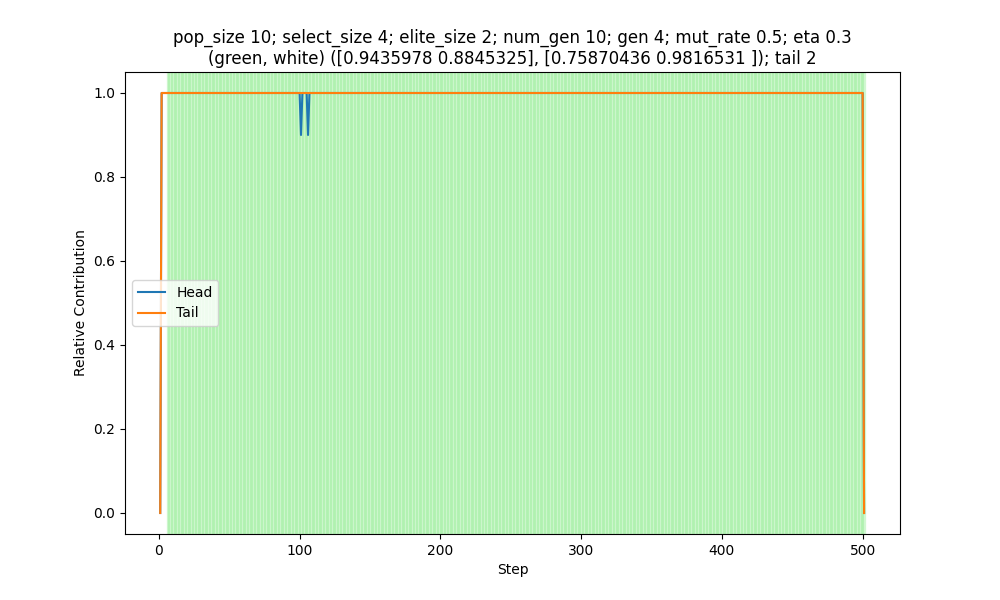 pop_size 10; select_size 4; elite_size 2; num_gen 10; gen 4; mut_rate 0.5; eta 0.3
(green, white) ([0.9435978 0.8845325], [0.75870436 0.9816531 ]); tail 2
1.0
0.8
0.6
0.4
0.2
0.0
Relative Contribution
Head
Tail
0
100
200
300
400
500
Step